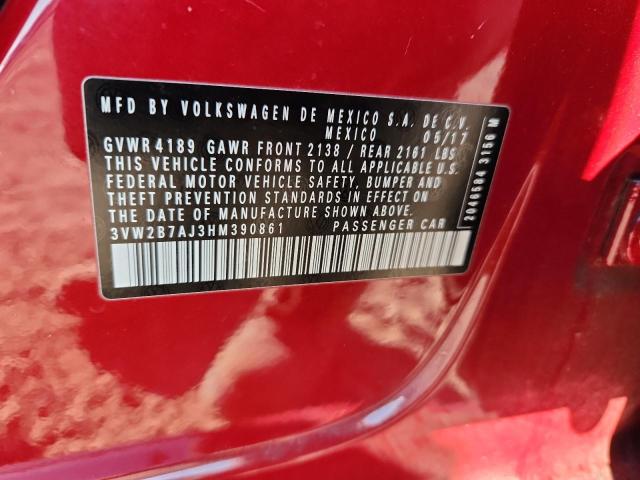 MFD BY VOLKSWAGEN DE MEXICO S.A. DE C.V.
MEXICO 05/17
GVWR 4189 GAWR FRONT 2138 / REAR 2161 LBS
THIS VEHICLE CONFORMS TO ALL APPLICABLE U.S.
FEDERAL MOTOR VEHICLE SAFETY, BUMPER AND
THEFT PREVENTION STANDARDS IN EFFECT ON
THE DATE OF MANUFACTURE SHOWN ABOVE.
3VW2B7AJ3HM390861 PASSENGER CAR
2046584 3156 M